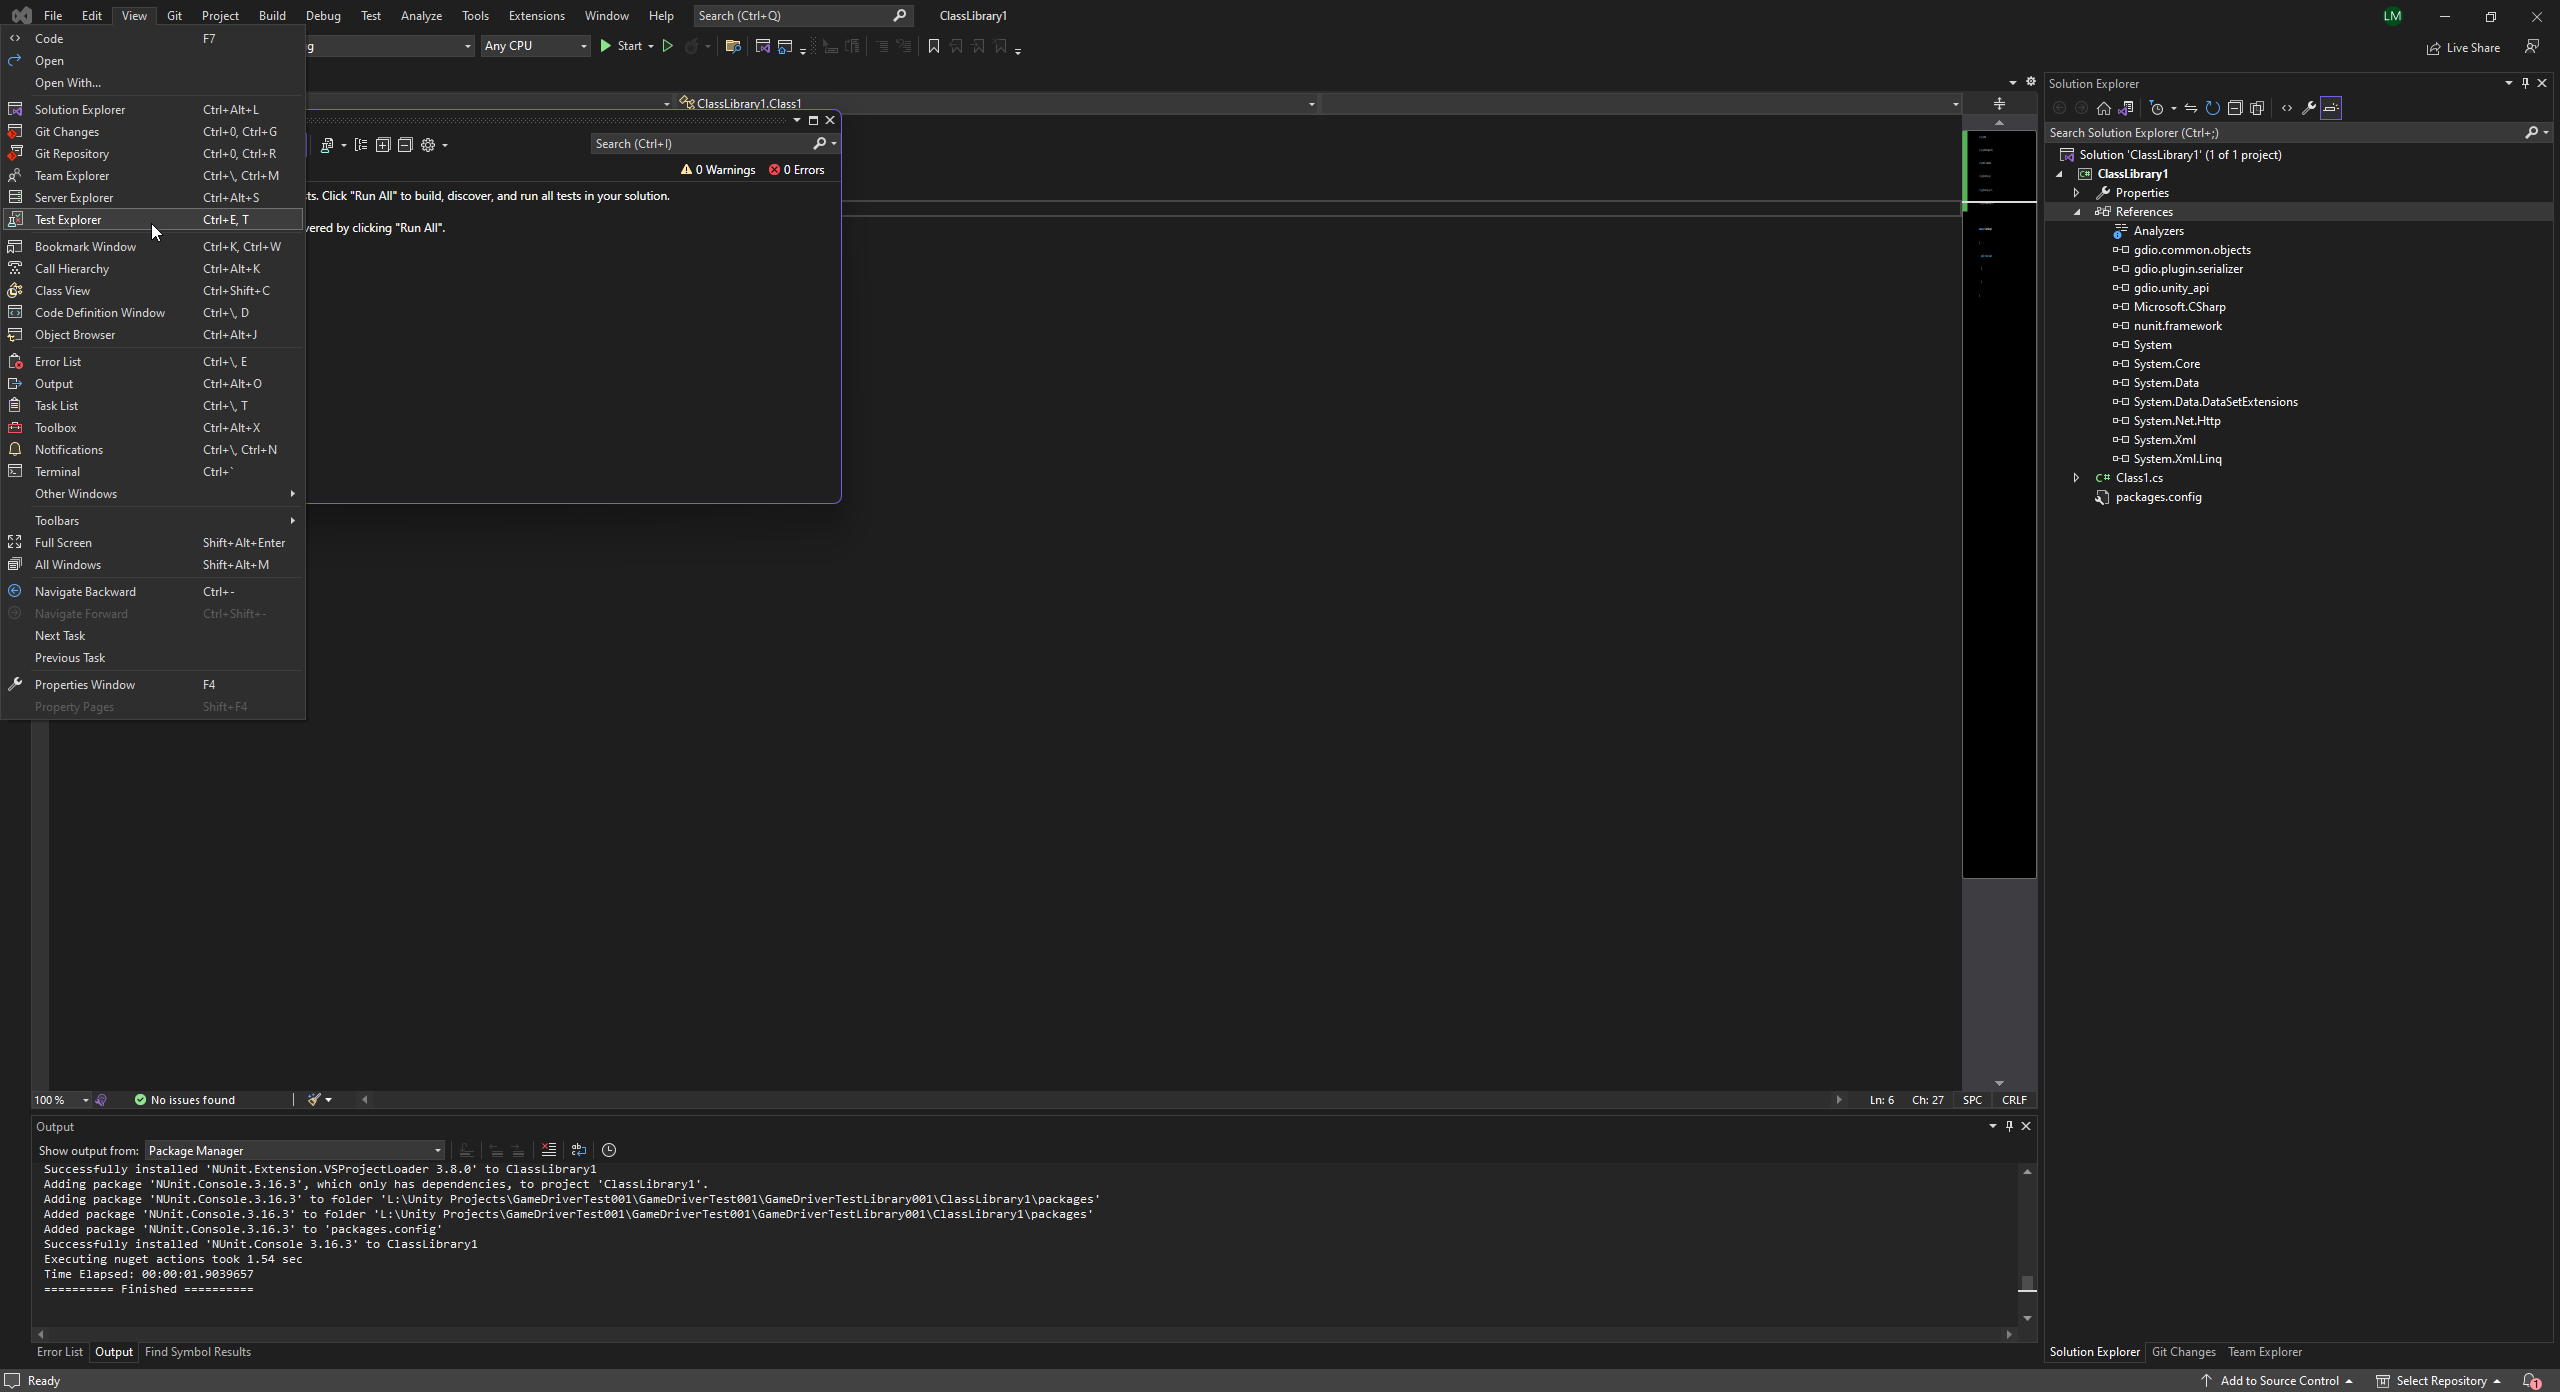 File Edit View Git Project Build Debug Test Analyze Tools Extensions Window Help Search (Ctrl+Q) ClassLibrary1 LM
g Any CPU Start Live Share
Code F7
Open
Open With...
Solution Explorer Ctrl+Alt+L
Git Changes Ctrl+0, Ctrl+G
Git Repository Ctrl+0, Ctrl+R
Team Explorer Ctrl+\, Ctrl+M
Server Explorer Ctrl+Alt+S
Test Explorer Ctrl+E, T
Bookmark Window Ctrl+K, Ctrl+W
Call Hierarchy Ctrl+Alt+K
Class View Ctrl+Shift+C
Code Definition Window Ctrl+\, D
Object Browser Ctrl+Alt+J
Error List Ctrl+\, E
Output Ctrl+Alt+O
Task List Ctrl+\, T
Toolbox Ctrl+Alt+X
Notifications Ctrl+\, Ctrl+N
Terminal Ctrl+`
Other Windows
Toolbars
Full Screen Shift+Alt+Enter
All Windows Shift+Alt+M
Navigate Backward Ctrl+-
Navigate Forward Ctrl+Shift+-
Next Task
Previous Task
Properties Window F4
Property Pages Shift+F4
ClassLibrary1.Class1
Search (Ctrl+I)
0 Warnings 0 Errors
ts. Click "Run All" to build, discover, and run all tests in your solution.
vered by clicking "Run All".
100 % No issues found Ln: 6 Ch: 27 SPC CRLF
Output
Show output from: Package Manager
Successfully installed 'NUnit.Extension.VSProjectLoader 3.8.0' to ClassLibrary1
Adding package 'NUnit.Console.3.16.3', which only has dependencies, to project 'ClassLibrary1'.
Adding package 'NUnit.Console.3.16.3' to folder 'L:\Unity Projects\GameDriverTest001\GameDriverTest001\GameDriverTestLibrary001\ClassLibrary1\packages'
Added package 'NUnit.Console.3.16.3' to folder 'L:\Unity Projects\GameDriverTest001\GameDriverTest001\GameDriverTestLibrary001\ClassLibrary1\packages'
Added package 'NUnit.Console.3.16.3' to 'packages.config'
Successfully installed 'NUnit.Console 3.16.3' to ClassLibrary1
Executing nuget actions took 1.54 sec
Time Elapsed: 00:00:01.9039657
========== Finished ==========
Error List Output Find Symbol Results
Solution Explorer
Search Solution Explorer (Ctrl+;)
Solution 'ClassLibrary1' (1 of 1 project)
C# ClassLibrary1
Properties
References
Analyzers
gdio.common.objects
gdio.plugin.serializer
gdio.unity_api
Microsoft.CSharp
nunit.framework
System
System.Core
System.Data
System.Data.DataSetExtensions
System.Net.Http
System.Xml
System.Xml.Linq
C# Class1.cs
packages.config
Solution Explorer Git Changes Team Explorer
Ready Add to Source Control Select Repository 1